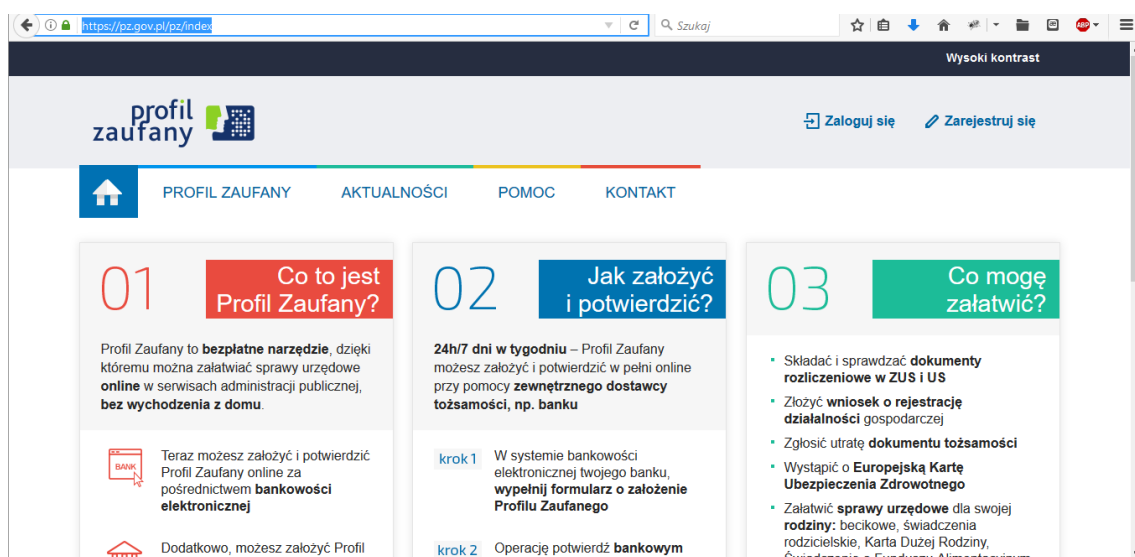 https://pz.gov.pl/pz/index
Szukaj
ABP
Wysoki kontrast
profil
zaufany
Zaloguj się
Zarejestruj się
PROFIL ZAUFANY
AKTUALNOŚCI
POMOC
KONTAKT
01
Co to jest
Profil Zaufany?
Profil Zaufany to bezpłatne narzędzie, dzięki
któremu można załatwiać sprawy urzędowe
online w serwisach administracji publicznej,
bez wychodzenia z domu.
BANK
Teraz możesz założyć i potwierdzić
Profil Zaufany online za
pośrednictwem bankowości
elektronicznej
Dodatkowo, możesz założyć Profil
02
Jak założyć
i potwierdzić?
24h/7 dni w tygodniu – Profil Zaufany
możesz założyć i potwierdzić w pełni online
przy pomocy zewnętrznego dostawcy
tożsamości, np. banku
krok 1
W systemie bankowości
elektronicznej twojego banku,
wypełnij formularz o założenie
Profilu Zaufanego
krok 2
Operację potwierdź bankowym
03
Co mogę
załatwić?
Składać i sprawdzać dokumenty
rozliczeniowe w ZUS i US
Złożyć wniosek o rejestrację
działalności gospodarczej
Zgłosić utratę dokumentu tożsamości
Wystąpić o Europejską Kartę
Ubezpieczenia Zdrowotnego
Załatwić sprawy urzędowe dla swojej
rodziny: becikowe, świadczenia
rodzicielskie, Karta Dużej Rodziny,
Świadczenie z Funduszu Alimentacyjnym